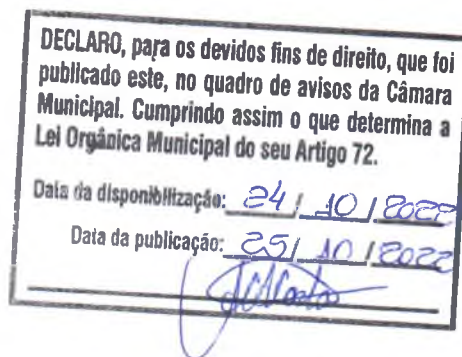 DECLARO, para os devidos fins de direito, que foi
publicado este, no quadro de avisos da Câmara
Municipal. Cumprindo assim o que determina a
Lei Orgânica Municipal do seu Artigo 72.
Data da disponibilização: 24 / 10 / 2022
Data da publicação: 25 / 10 / 2022